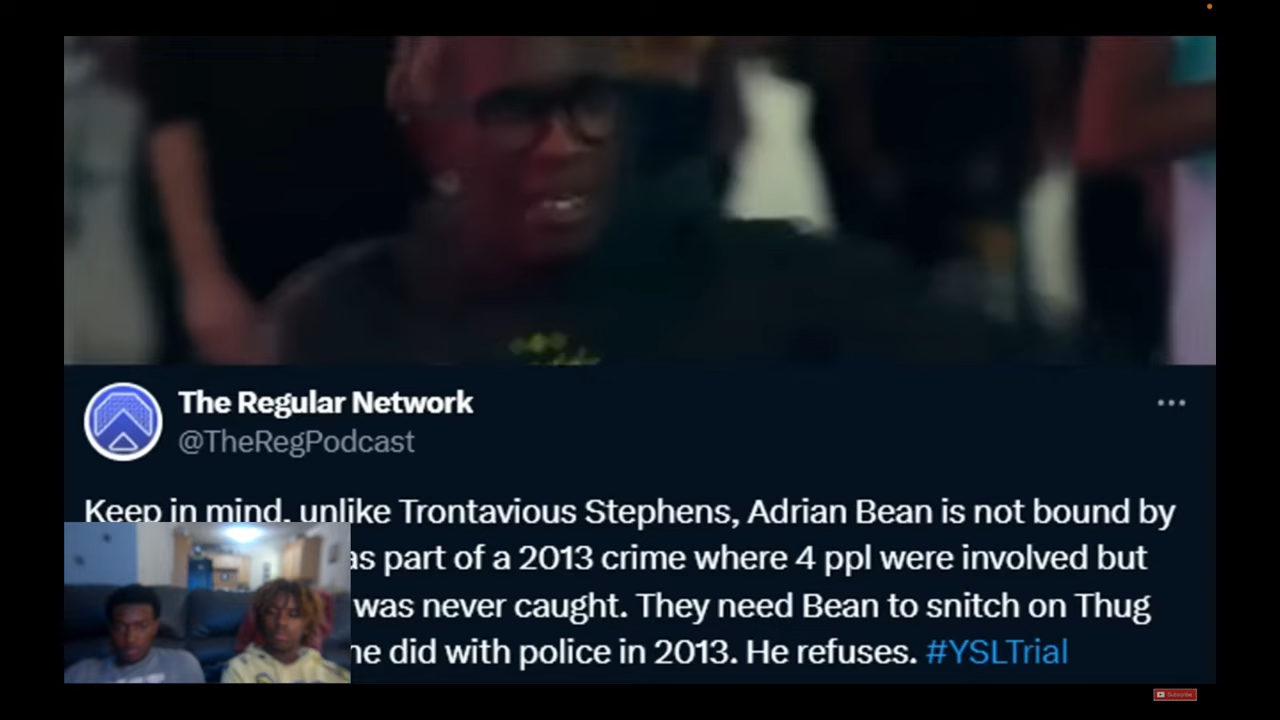 The Regular Network
@TheRegPodcast
Keep in mind, unlike Trontavious Stephens, Adrian Bean is not bound by
as part of a 2013 crime where 4 ppl were involved but
was never caught. They need Bean to snitch on Thug
he did with police in 2013. He refuses. #YSLTrial
Subscribe